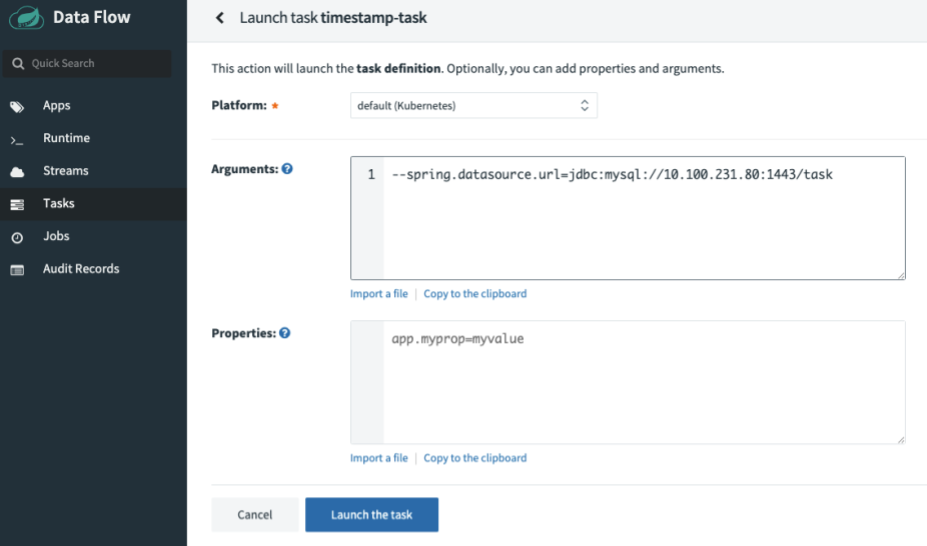 Data Flow
Quick Search
Apps
Runtime
Streams
Tasks
Jobs
Audit Records
Launch task timestamp-task
This action will launch the task definition. Optionally, you can add properties and arguments.
Platform: *
default (Kubernetes)
Arguments: ?
1 --spring.datasource.url=jdbc:mysql://10.100.231.80:1443/task
Import a file | Copy to the clipboard
Properties: ?
app.myprop=myvalue
Import a file | Copy to the clipboard
Cancel
Launch the task